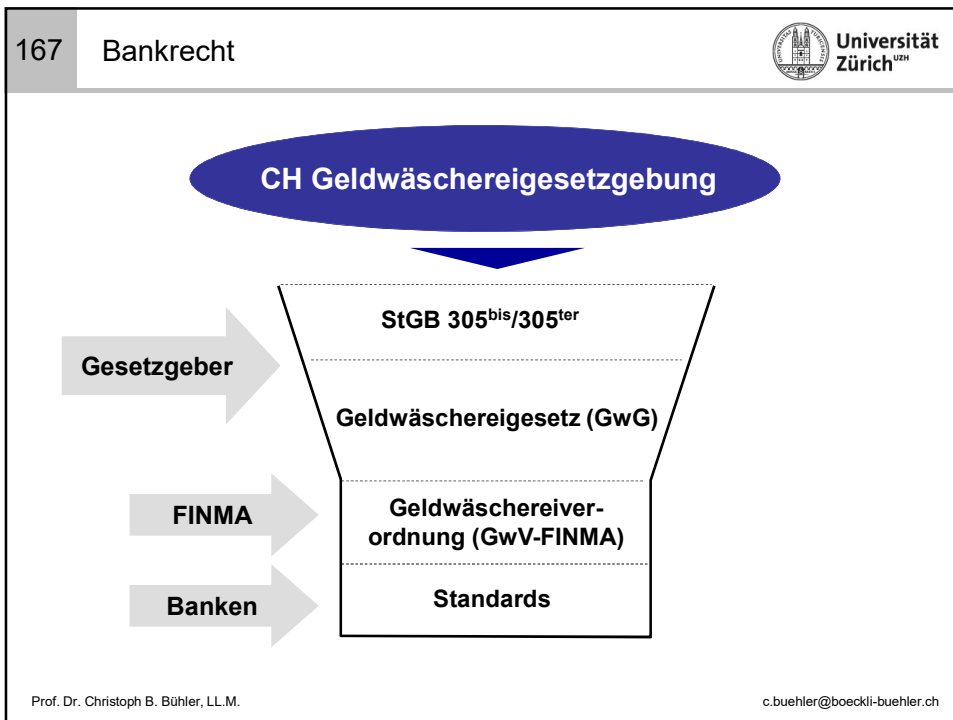 167 Bankrecht
Universität
Zürich^UZH
CH Geldwäschereigesetzgebung
StGB 305^bis/305^ter
Gesetzgeber
Geldwäschereigesetz (GwG)
FINMA
Geldwäschereiver-
ordnung (GwV-FINMA)
Banken
Standards
Prof. Dr. Christoph B. Bühler, LL.M.
c.buehler@boeckli-buehler.ch